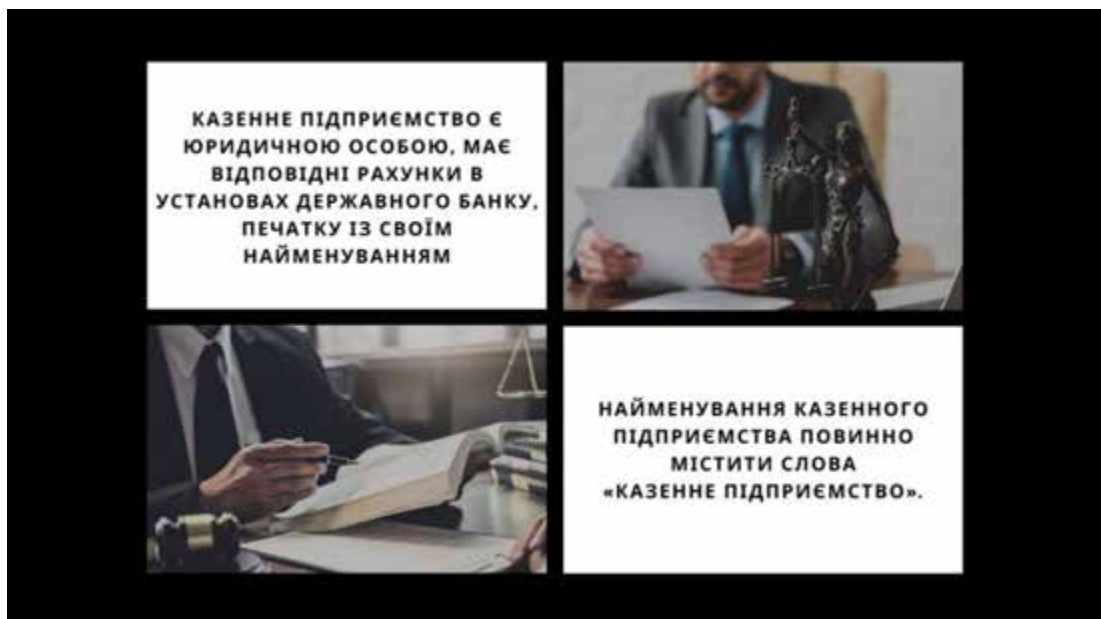 КАЗЕННЕ ПІДПРИЄМСТВО Є
ЮРИДИЧНОЮ ОСОБОЮ, МАЄ
ВІДПОВІДНІ РАХУНКИ В
УСТАНОВАХ ДЕРЖАВНОГО БАНКУ,
ПЕЧАТКУ ІЗ СВОЇМ
НАЙМЕНУВАННЯМ
НАЙМЕНУВАННЯ КАЗЕННОГО
ПІДПРИЄМСТВА ПОВИННО
МІСТИТИ СЛОВА
«КАЗЕННЕ ПІДПРИЄМСТВО».